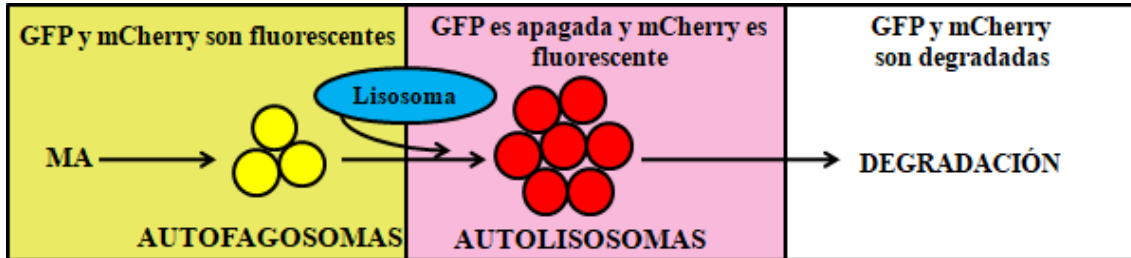 GFP y mCherry son fluorescentes
GFP es apagada y mCherry es
fluorescente
GFP y mCherry
son degradadas
Lisosoma
MA
DEGRADACIÓN
AUTOFAGOSOMAS
AUTOLISOSOMAS